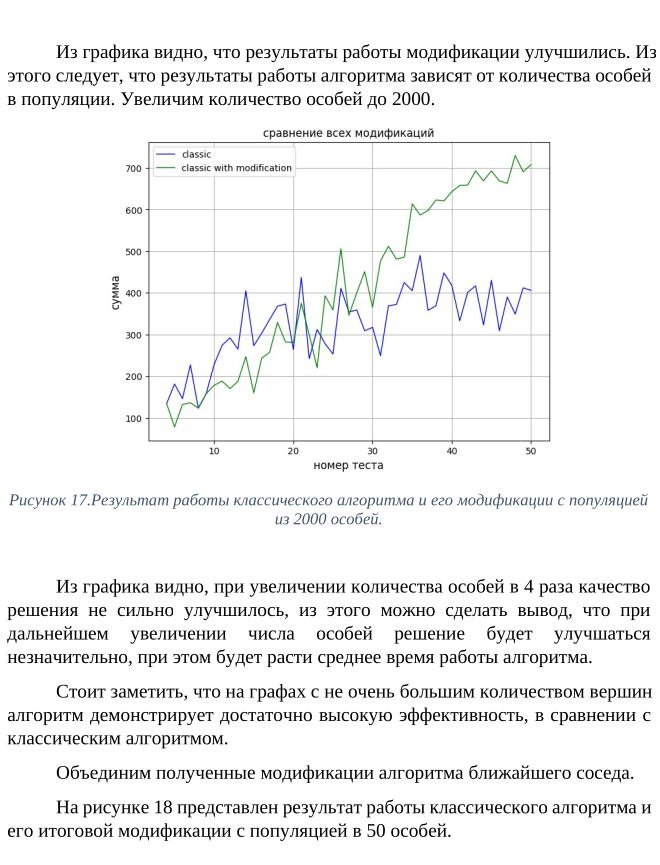 Из графика видно, что результаты работы модификации улучшились. Из
этого следует, что результаты работы алгоритма зависят от количества особей
в популяции. Увеличим количество особей до 2000.
сравнение всех модификаций
classic
classic with modification
700
600
500
400
300
200
100
сумма
10 20 30 40 50
номер теста
Рисунок 17.Результат работы классического алгоритма и его модификации с популяцией
из 2000 особей.
Из графика видно, при увеличении количества особей в 4 раза качество
решения не сильно улучшилось, из этого можно сделать вывод, что при
дальнейшем увеличении числа особей решение будет улучшаться
незначительно, при этом будет расти среднее время работы алгоритма.
Стоит заметить, что на графах с не очень большим количеством вершин
алгоритм демонстрирует достаточно высокую эффективность, в сравнении с
классическим алгоритмом.
Объединим полученные модификации алгоритма ближайшего соседа.
На рисунке 18 представлен результат работы классического алгоритма и
его итоговой модификации с популяцией в 50 особей.